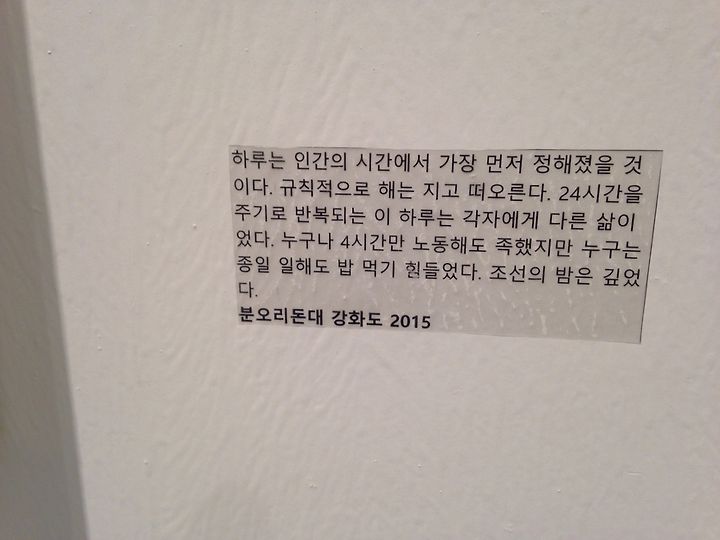 하루는 인간의 시간에서 가장 먼저 정해졌을 것
이다. 규칙적으로 해는 지고 떠오른다. 24시간을
주기로 반복되는 이 하루는 각자에게 다른 삶이
었다. 누구나 4시간만 노동해도 족했지만 누구는
종일 일해도 밥 먹기 힘들었다. 조선의 밤은 깊었
다.
분오리돈대 강화도 2015